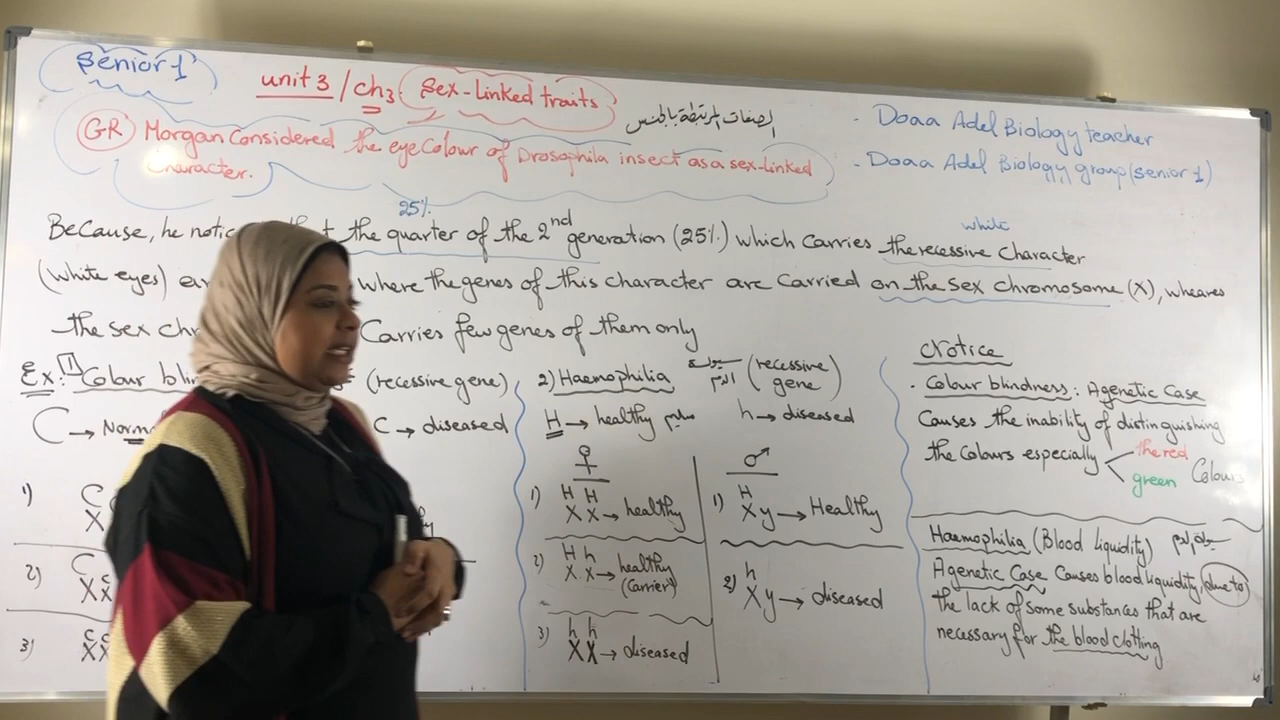 Senior 1
unit 3 / ch3 Sex-Linked traits
الصفات المرتبطة بالجنس
- Doaa Adel Biology teacher
- Doaa Adel Biology group (senior 1)
G.R Morgan Considered the eye Colour of Drosophila insect as a sex-linked
Character.
25%
white
Because, he the quarter of the 2nd generation (25%) which carries the recessive Character
(white eyes) where the genes of this character are Carried on the sex chromosome (X), wheares
the sex Carries few genes of them only
Ex: 1 Colour (recessive gene)
C → c → diseased
1) C
X
2) C c
XX
3) c c
XX
2) Haemophilia سيولة الدم (recessive gene)
H → healthy سليم h → diseased
♀
1) H H
X X → healthy
2) H h
X X → healthy
(Carrier)
3) h h
XX → diseased
♂
1) H
X y → Healthy
2) h
X y → diseased
Notice
. Colour blindness: A genetic Case
Causes the inability of distinguishing
the Colours especially the red
green Colours
Haemophilia (Blood liquidity) سيولة الدم
A genetic Case Causes blood liquidity, due to
the lack of some substances that are
necessary for the blood clotting